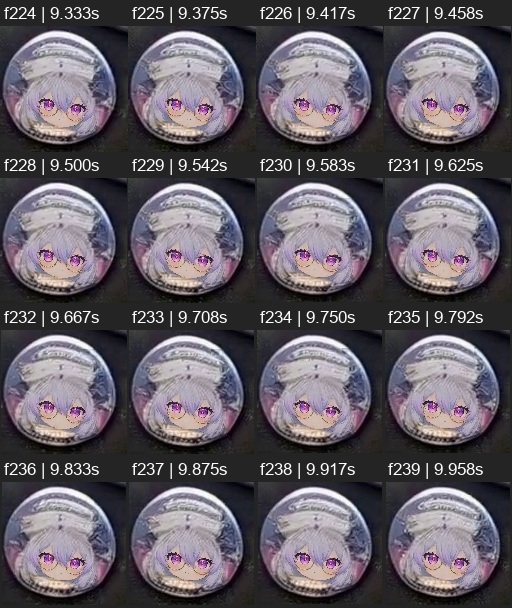 f224 | 9.333s f225 | 9.375s f226 | 9.417s f227 | 9.458s
f228 | 9.500s f229 | 9.542s f230 | 9.583s f231 | 9.625s
f232 | 9.667s f233 | 9.708s f234 | 9.750s f235 | 9.792s
f236 | 9.833s f237 | 9.875s f238 | 9.917s f239 | 9.958s